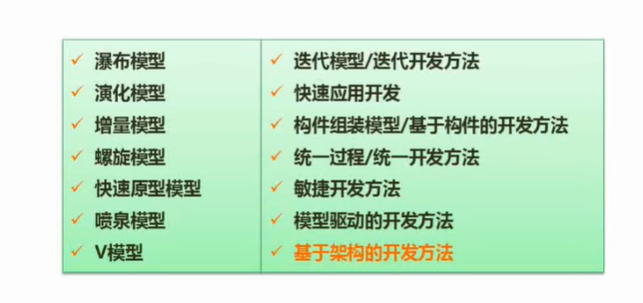 ✓ 瀑布模型
✓ 演化模型
✓ 增量模型
✓ 螺旋模型
✓ 快速原型模型
✓ 喷泉模型
✓ V模型
✓ 迭代模型/迭代开发方法
✓ 快速应用开发
✓ 构件组装模型/基于构件的开发方法
✓ 统一过程/统一开发方法
✓ 敏捷开发方法
✓ 模型驱动的开发方法
✓ 基于架构的开发方法